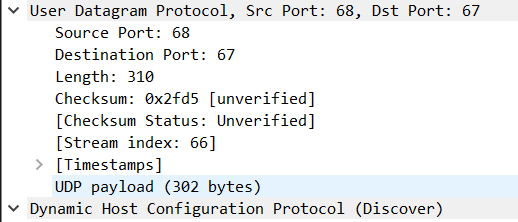 User Datagram Protocol, Src Port: 68, Dst Port: 67
Source Port: 68
Destination Port: 67
Length: 310
Checksum: 0x2fd5 [unverified]
[Checksum Status: Unverified]
[Stream index: 66]
[Timestamps]
UDP payload (302 bytes)
Dynamic Host Configuration Protocol (Discover)